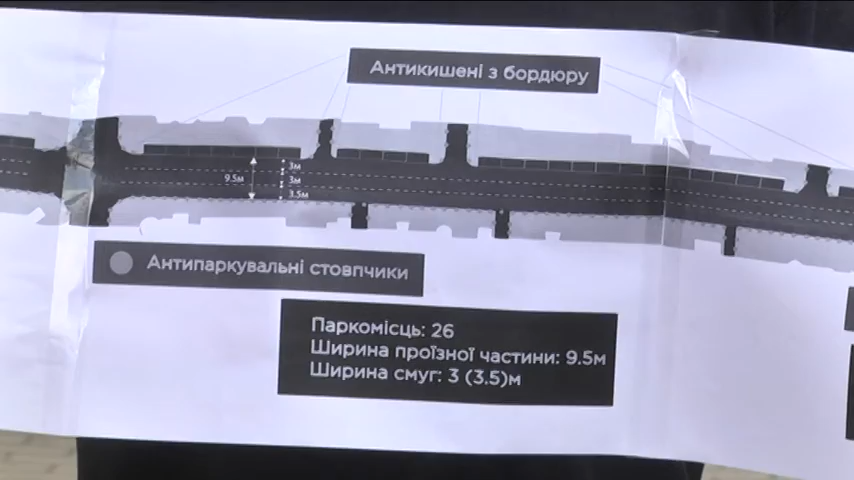 Антикишені з бордюру
9.5м
3м
3м
3.5м
Антипаркувальні стовпчики
Паркомісць: 26
Ширина проїзної частини: 9.5м
Ширина смуг: 3 (3.5)м